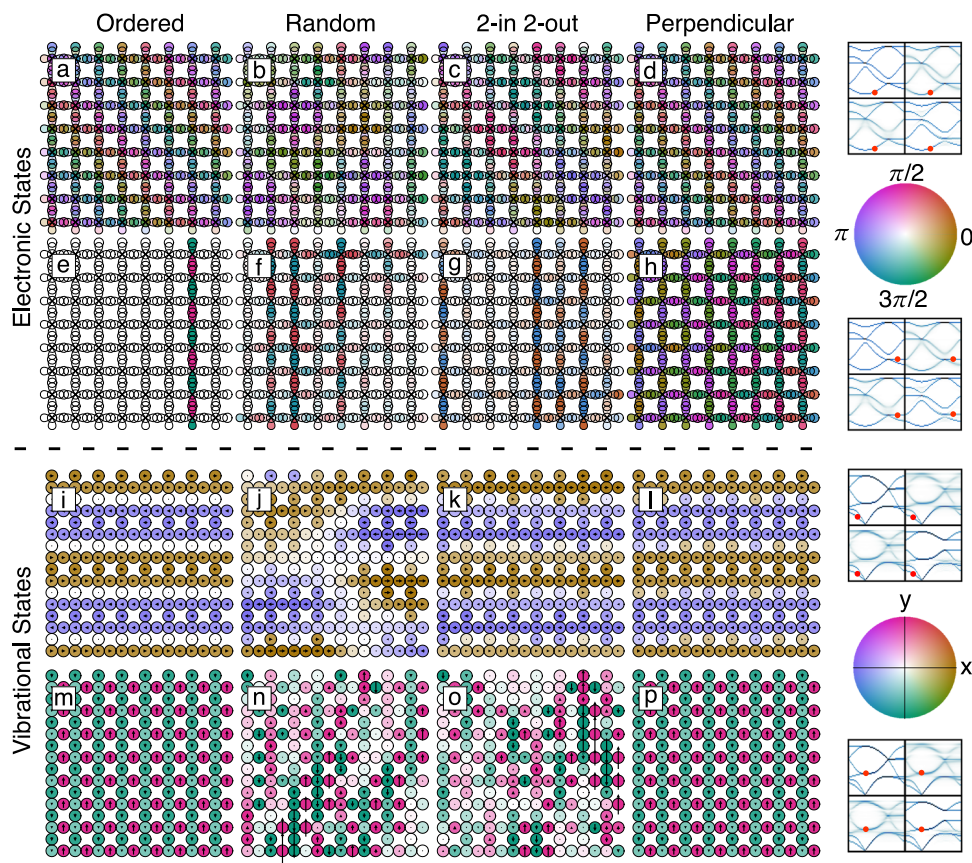 Ordered Random 2-in 2-out Perpendicular
Electronic States
a b c d
π/2
π 0
3π/2
e f g h
Vibrational States
i j k l
y
x
m n o p